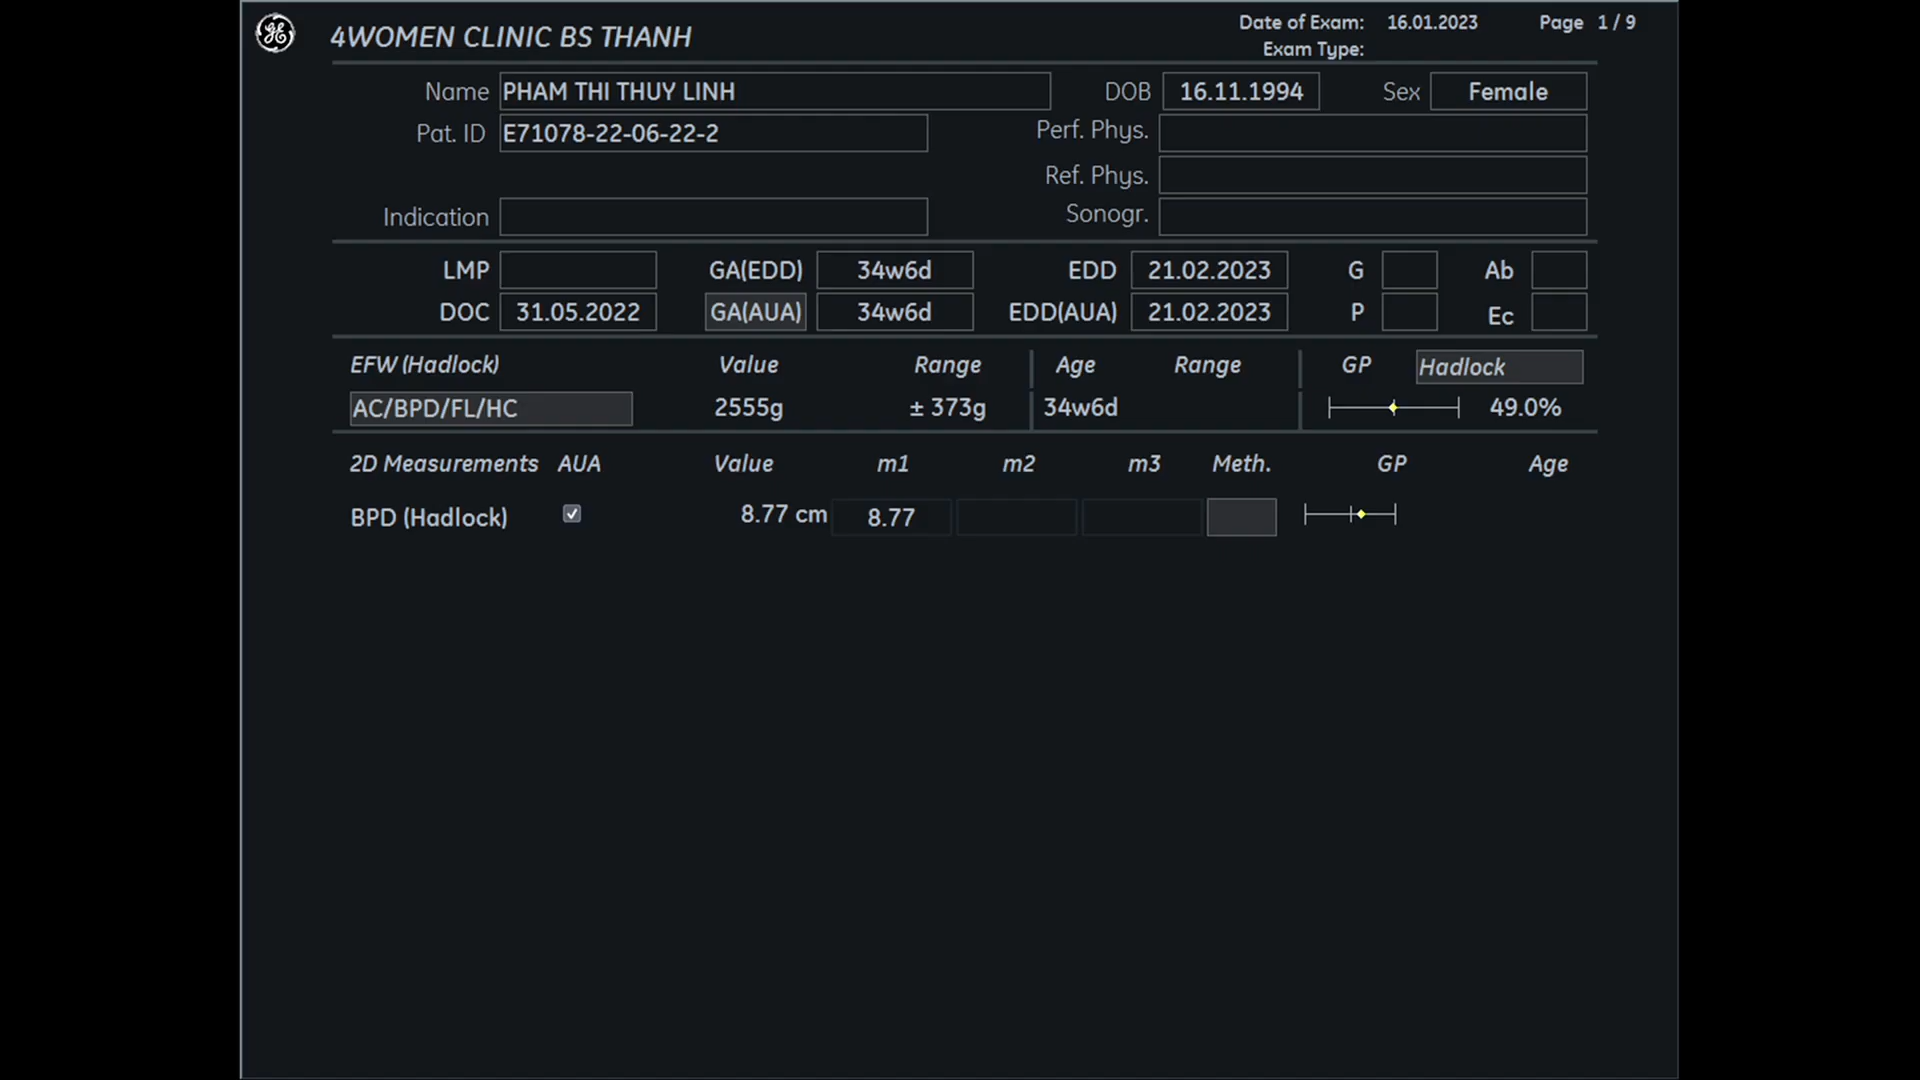 4WOMEN CLINIC BS THANH
Date of Exam: 16.01.2023 Page 1 / 9
Exam Type:
Name PHAM THI THUY LINH DOB 16.11.1994 Sex Female
Pat. ID E71078-22-06-22-2 Perf. Phys.
Ref. Phys.
Indication Sonogr.
LMP GA(EDD) 34w6d EDD 21.02.2023 G Ab
DOC 31.05.2022 GA(AUA) 34w6d EDD(AUA) 21.02.2023 P Ec
EFW (Hadlock) Value Range Age Range GP Hadlock
AC/BPD/FL/HC 2555g ± 373g 34w6d 49.0%
2D Measurements AUA Value m1 m2 m3 Meth. GP Age
BPD (Hadlock) 8.77 cm 8.77